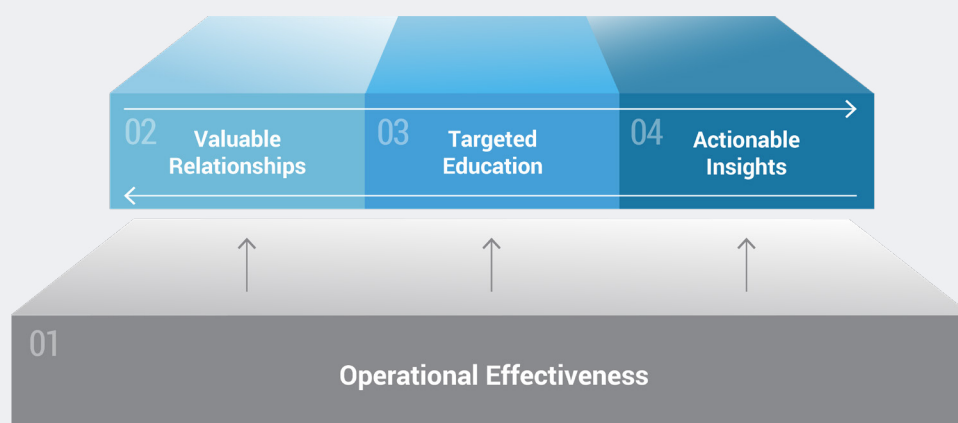 02
Valuable
Relationships
03
Targeted
Education
04
Actionable
Insights
01
Operational Effectiveness